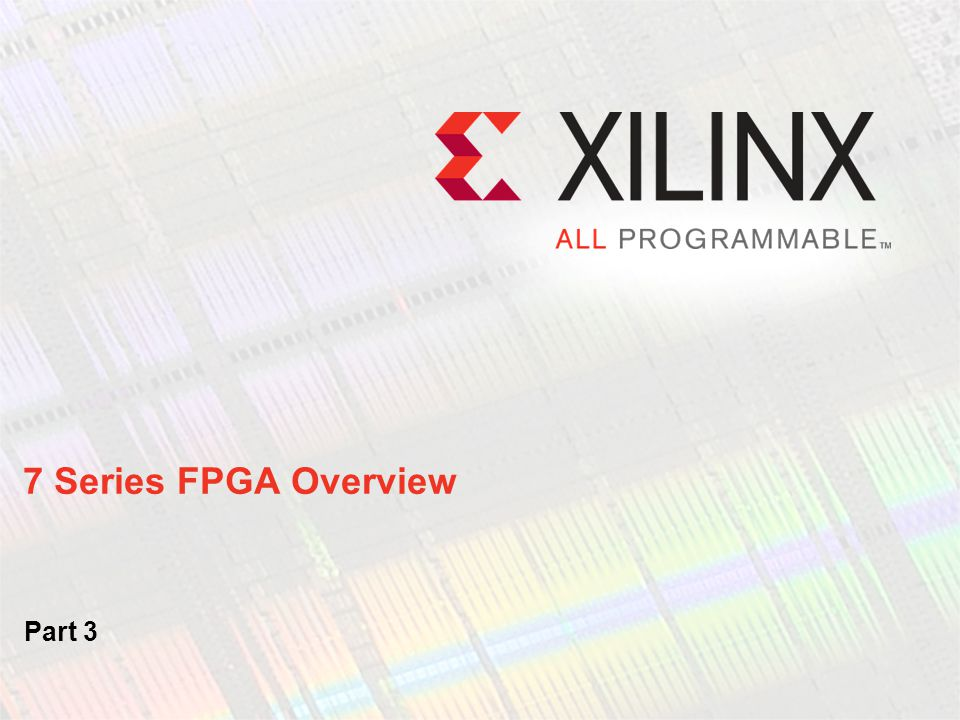 XILINX
ALL PROGRAMMABLE™
7 Series FPGA Overview
Part 3